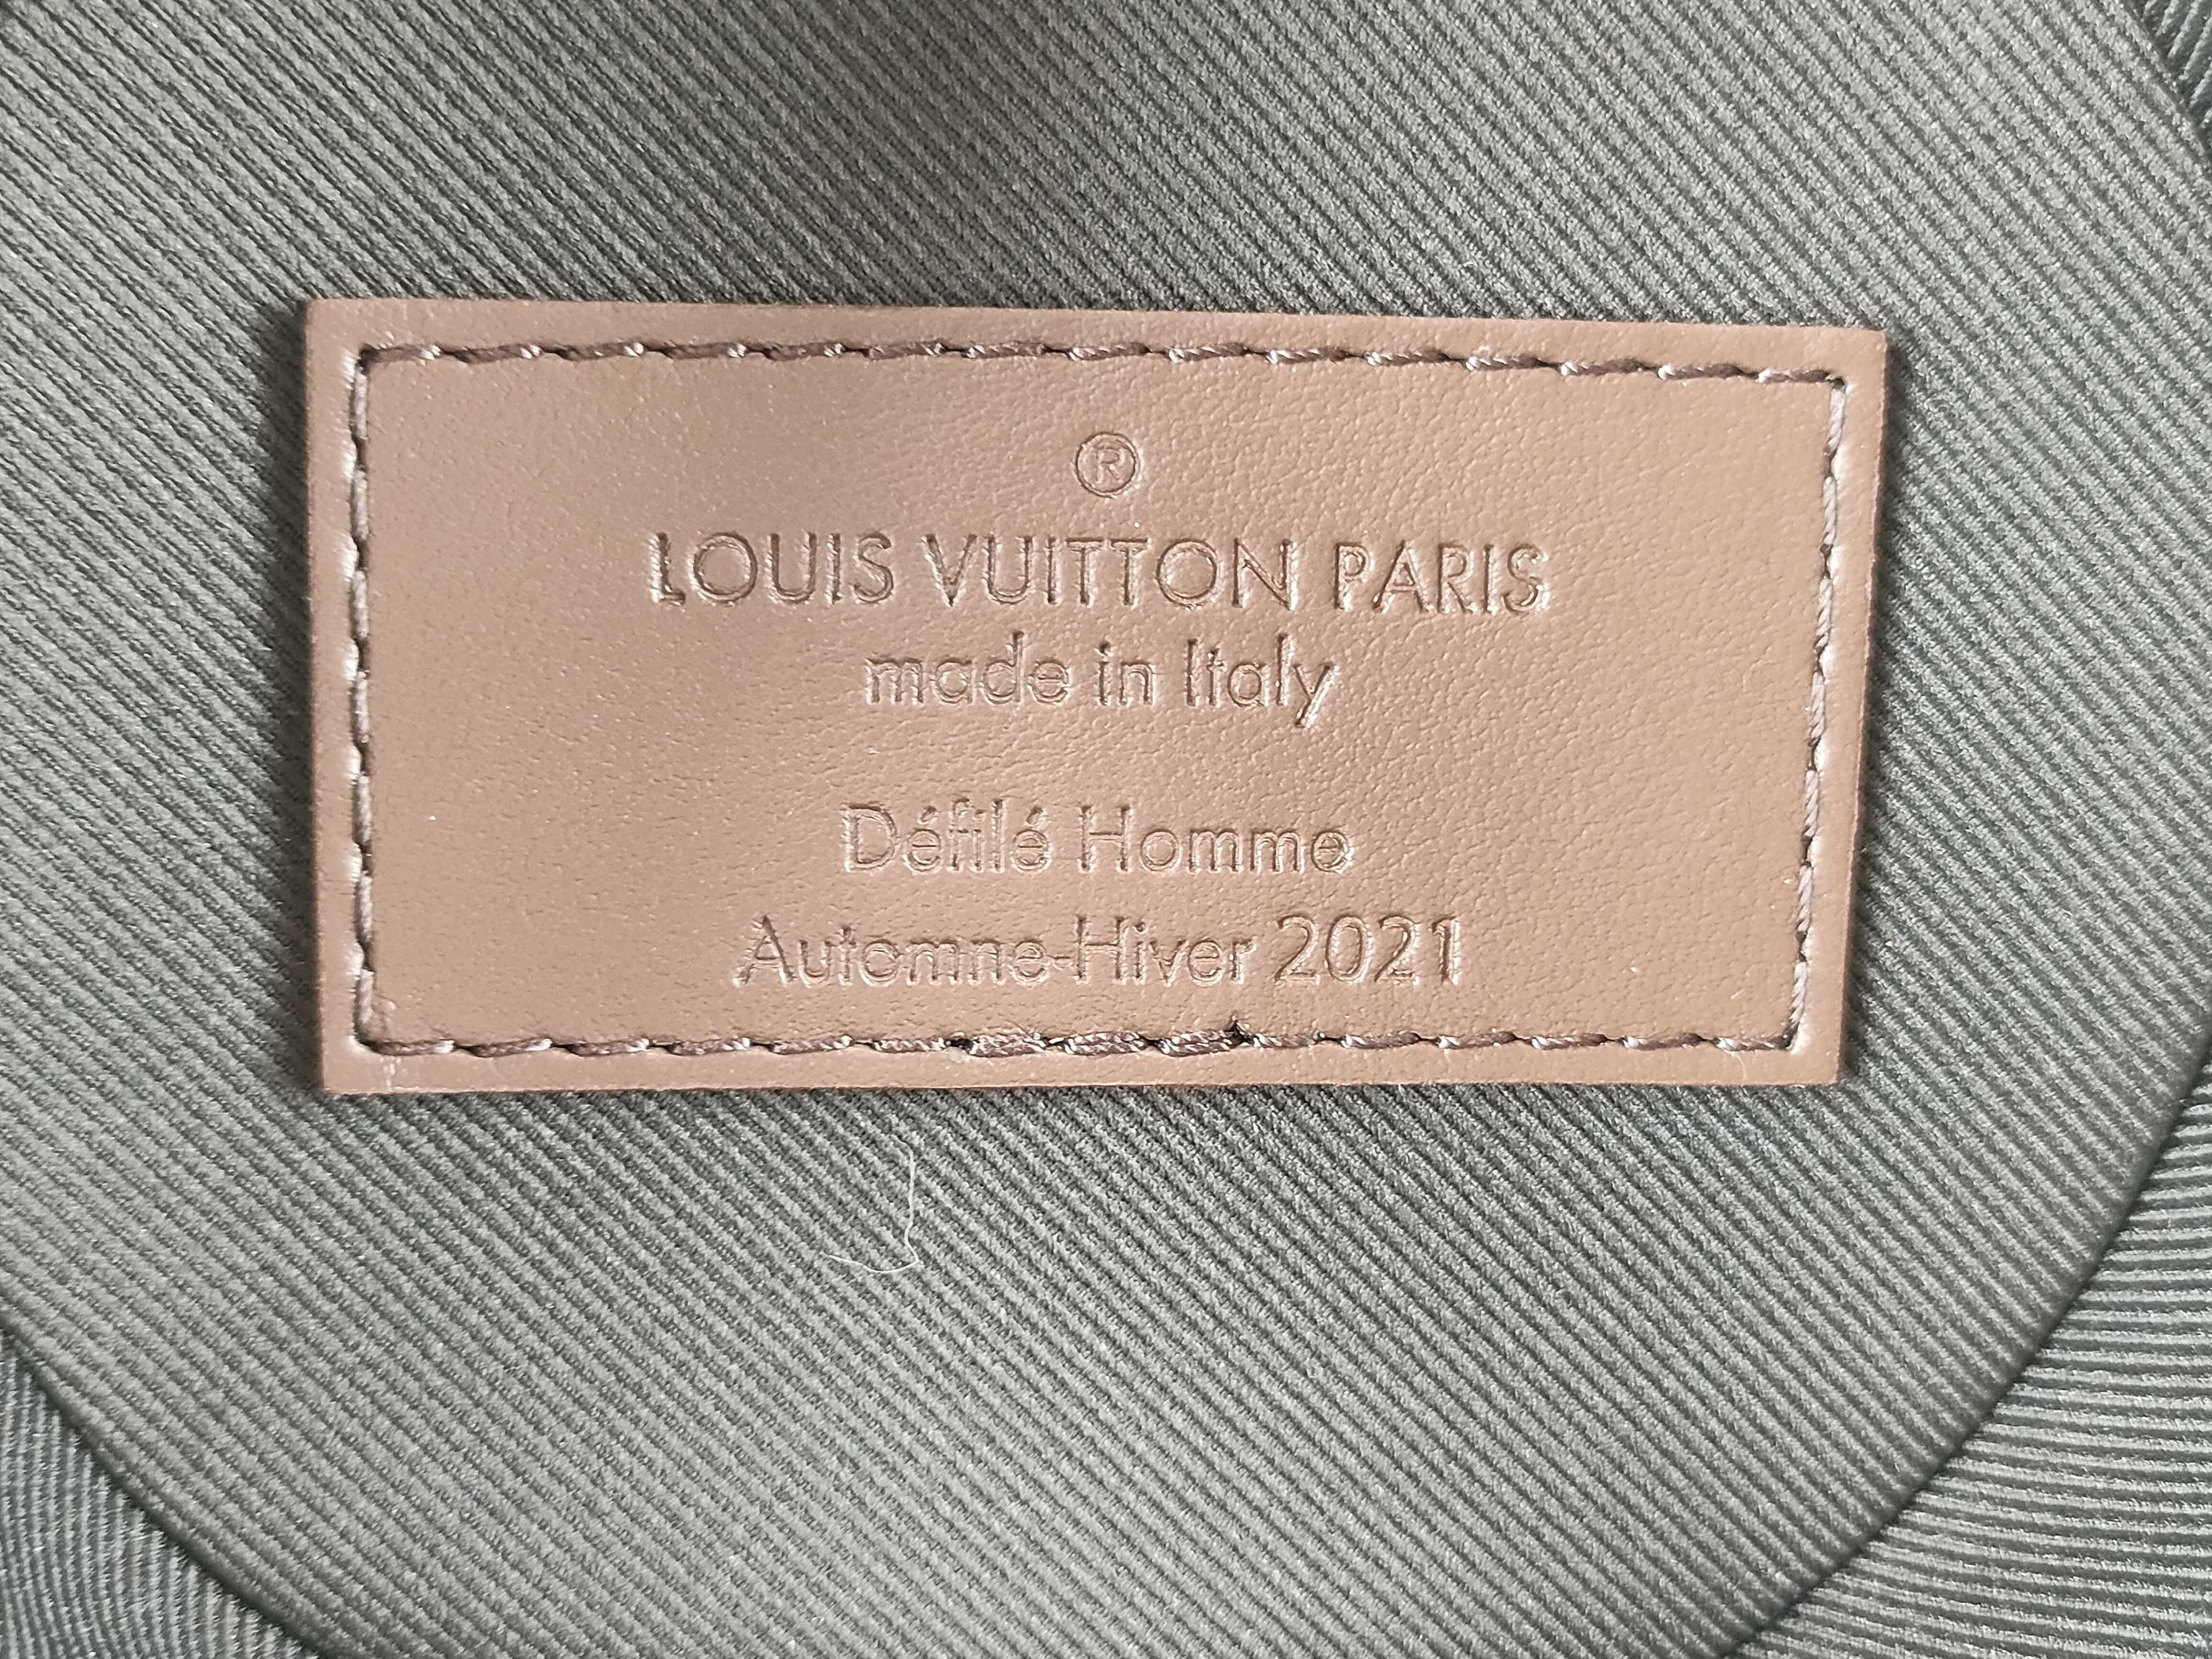 ®
LOUIS VUITTON PARIS
made in Italy
Défilé Homme
Automne-Hiver 2021